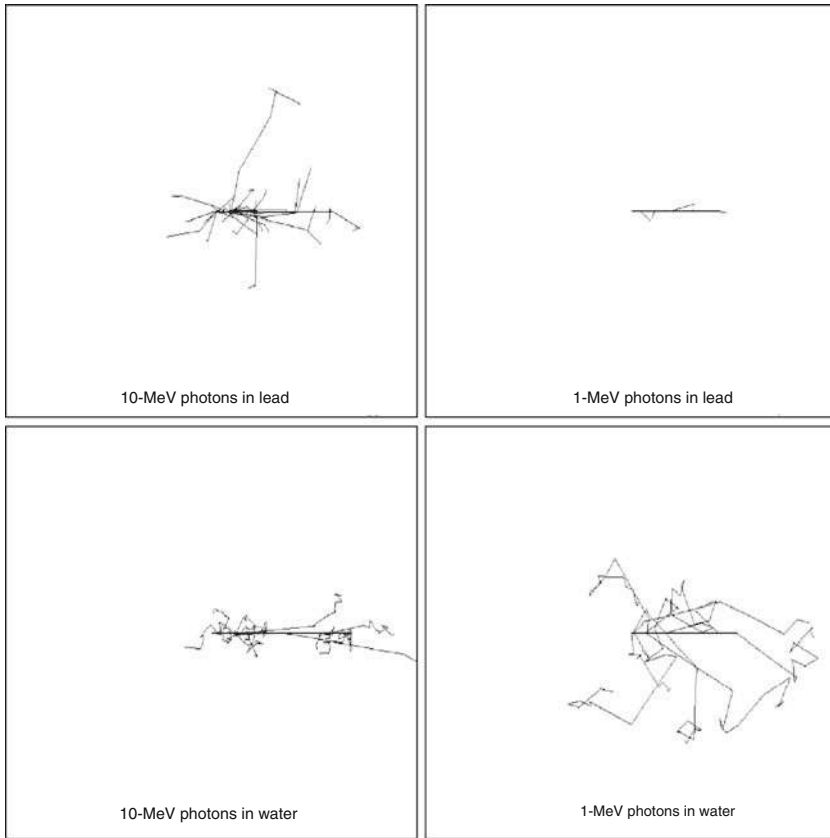 10-MeV photons in lead
1-MeV photons in lead
10-MeV photons in water
1-MeV photons in water